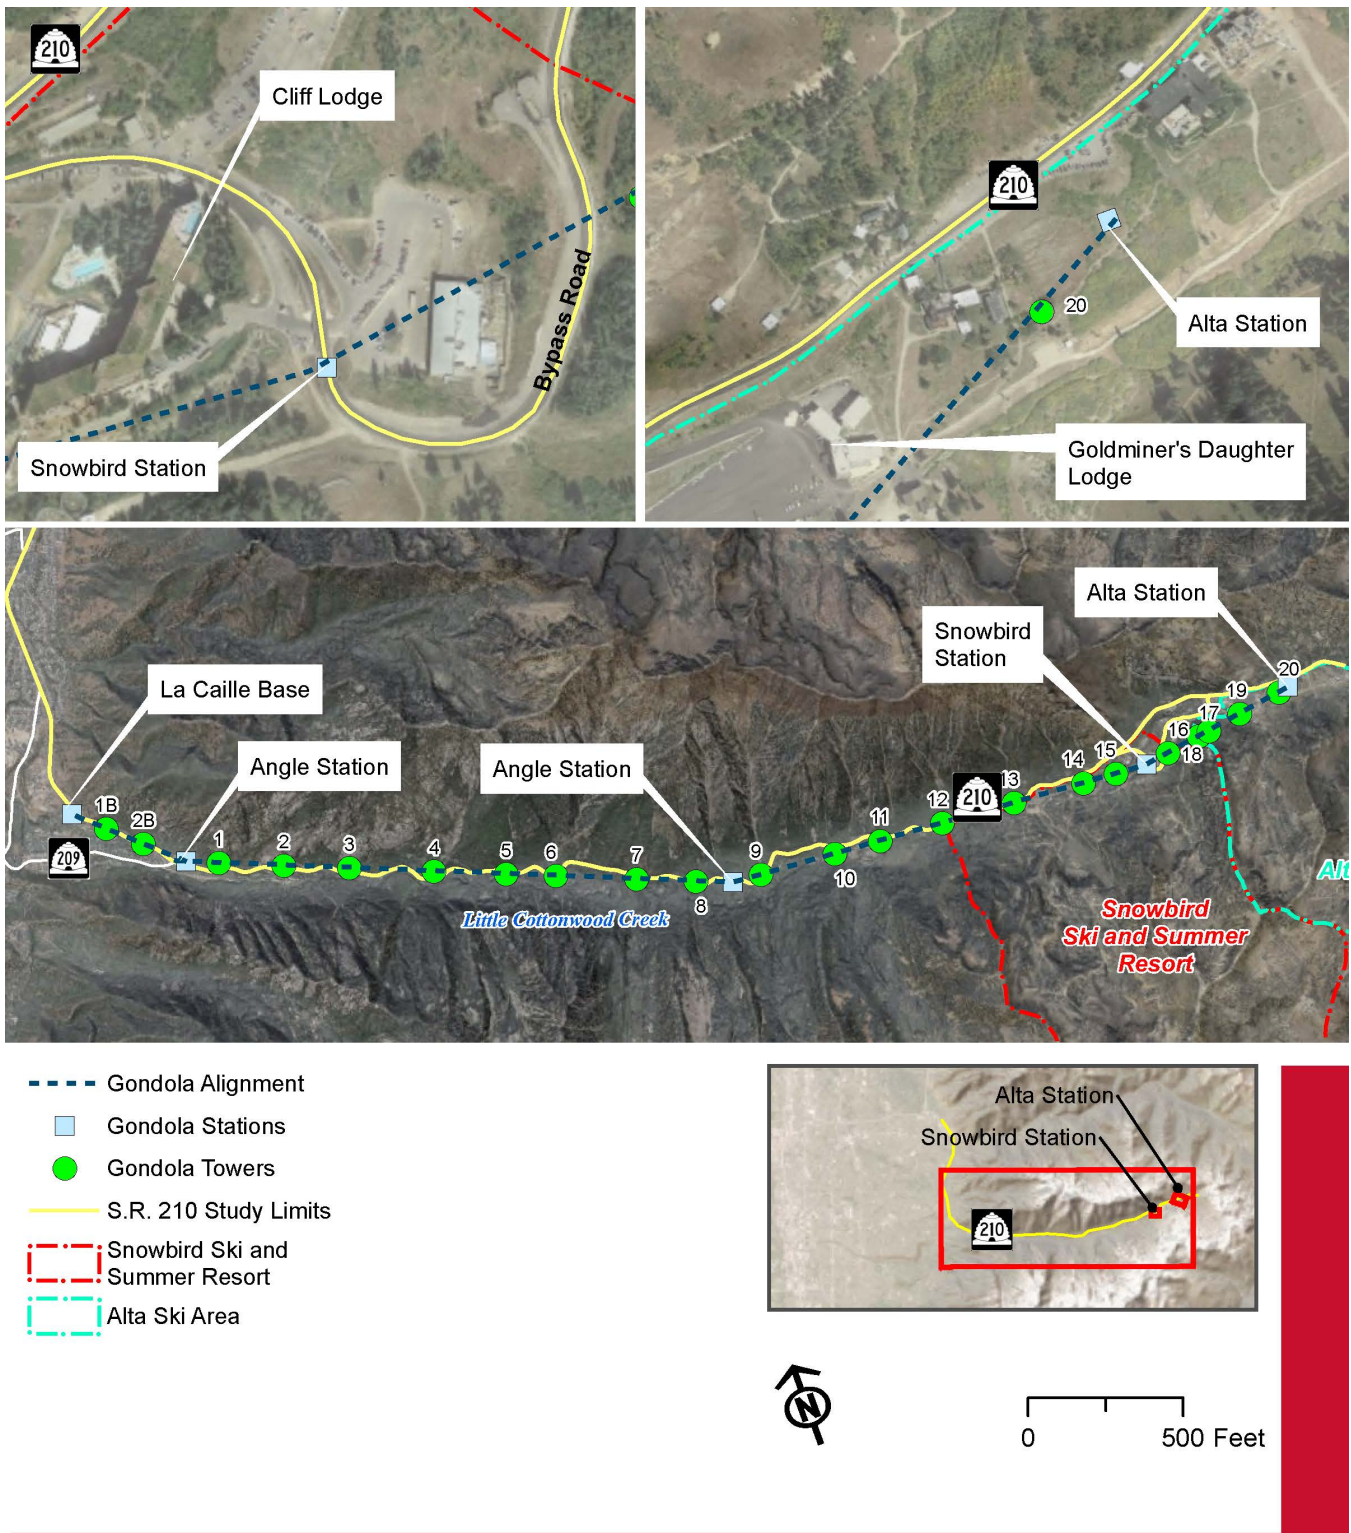 210
Cliff Lodge
Bypass Road
Snowbird Station
210
20
Alta Station
Goldminer's Daughter
Lodge
Alta Station
Snowbird
Station
La Caille Base
Angle Station
Angle Station
20
19
17
16
18
15
14
13
210
12
11
10
9
8
7
6
5
4
3
2
1
2B
1B
209
Little Cottonwood Creek
Snowbird
Ski and Summer
Resort
Alt
Gondola Alignment
Gondola Stations
Gondola Towers
S.R. 210 Study Limits
Snowbird Ski and
Summer Resort
Alta Ski Area
Alta Station
Snowbird Station
210
N
0 500 Feet